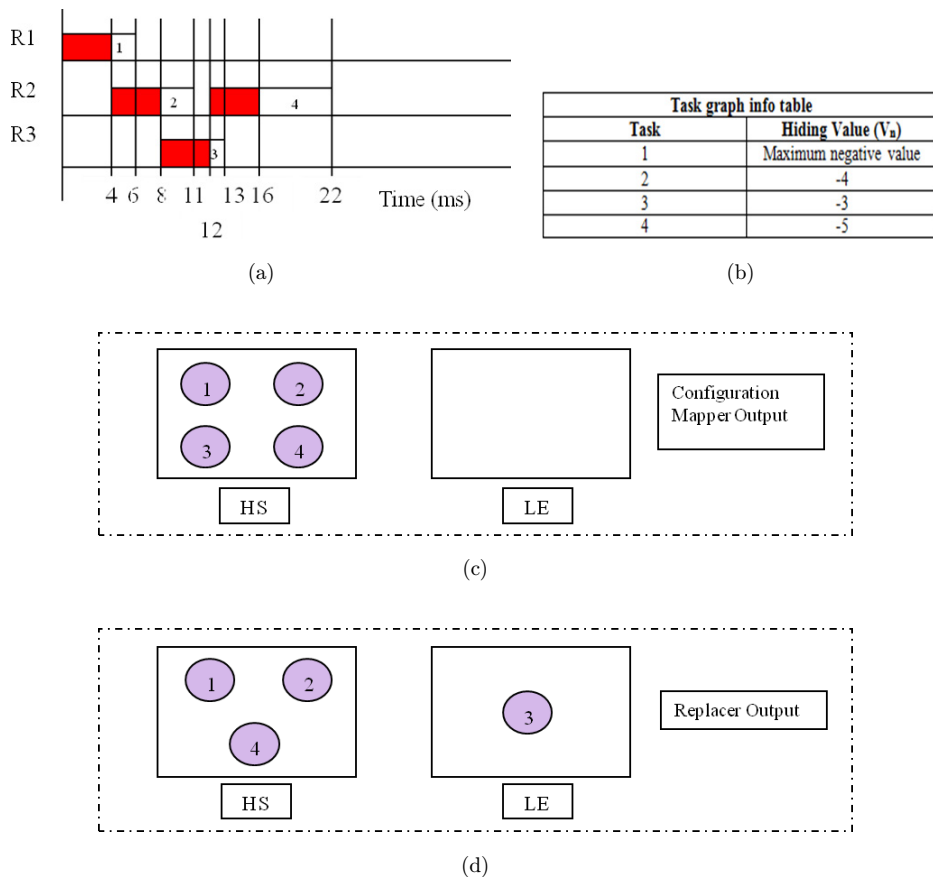 R1
1
R2
2
4
R3
3
4 6 8 11 13 16 22 Time (ms)
12
(a)
Task graph info table
Task Hiding Value (Vn)
1 Maximum negative value
2 -4
3 -3
4 -5
(b)
1 2
3 4
Configuration
Mapper Output
HS LE
(c)
1 2
4
3
Replacer Output
HS LE
(d)